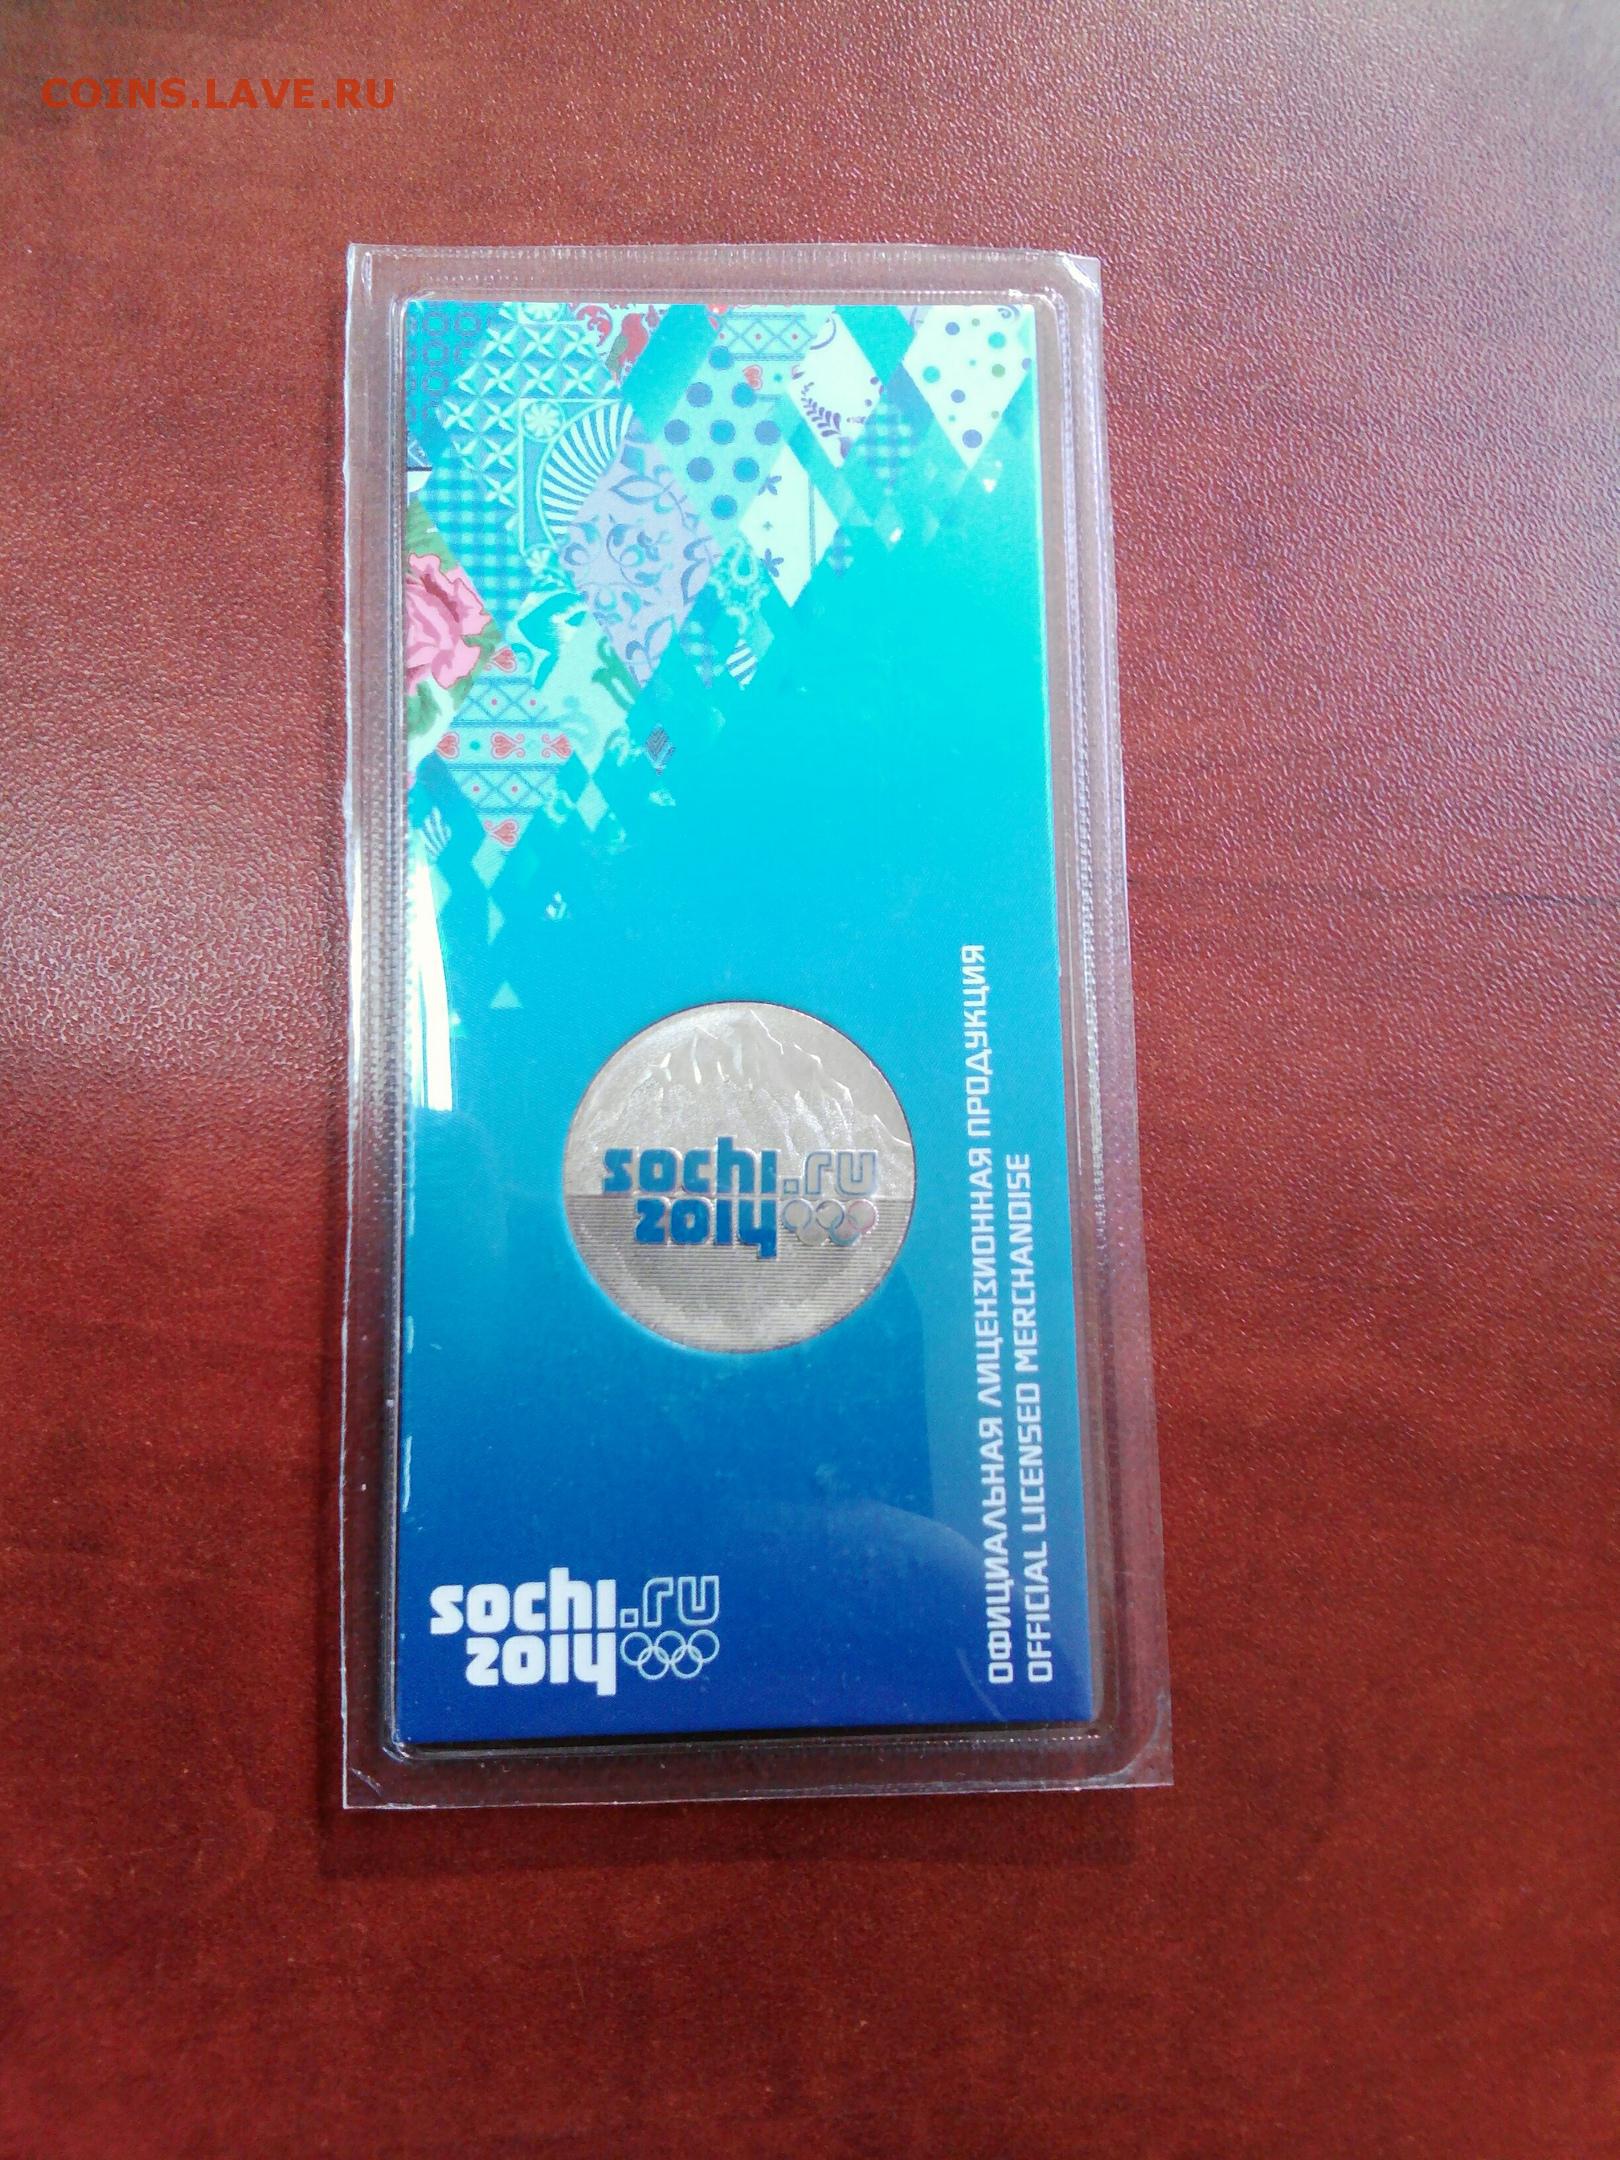 COINS.LAVE.RU
sochi.ru
2014
sochi.ru
2014
ОФИЦИАЛЬНАЯ ЛИЦЕНЗИОННАЯ ПРОДУКЦИЯ
OFFICIAL LICENSED MERCHANDISE